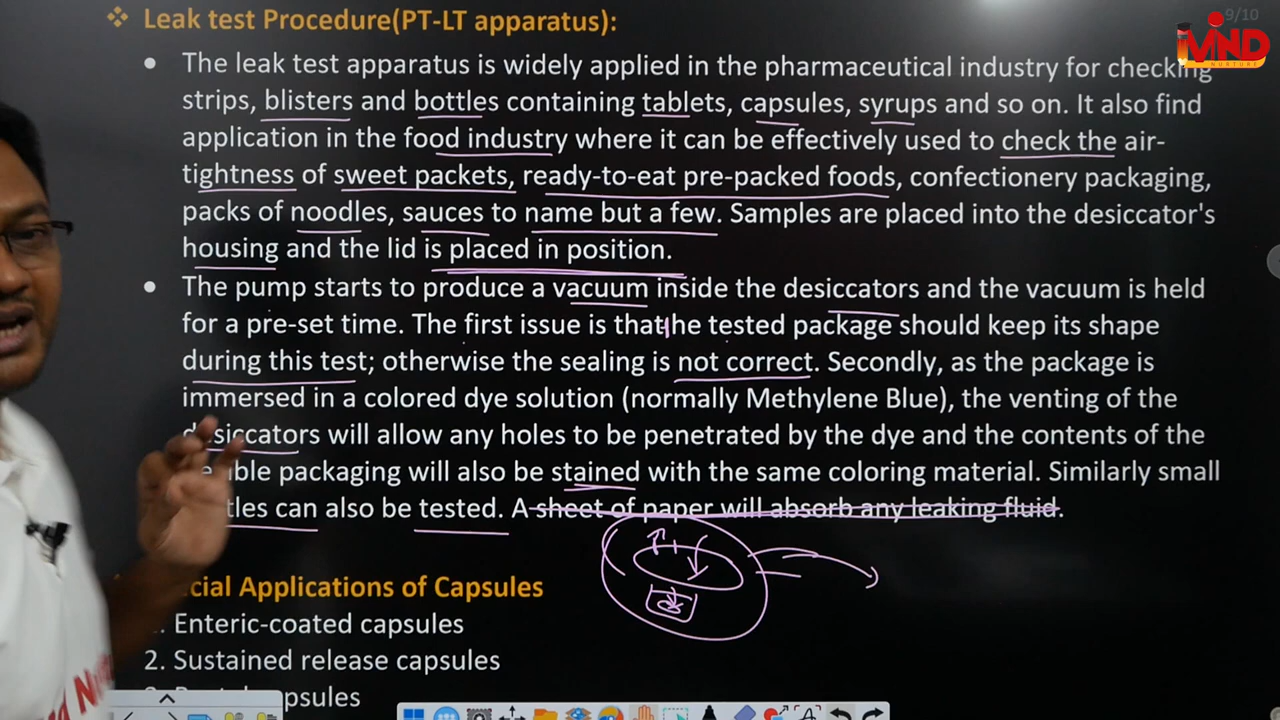 9/10
MIND
NURTURE
❖ Leak test Procedure(PT-LT apparatus):
• The leak test apparatus is widely applied in the pharmaceutical industry for checking
strips, blisters and bottles containing tablets, capsules, syrups and so on. It also find
application in the food industry where it can be effectively used to check the air-
tightness of sweet packets, ready-to-eat pre-packed foods, confectionery packaging,
packs of noodles, sauces to name but a few. Samples are placed into the desiccator's
housing and the lid is placed in position.
• The pump starts to produce a vacuum inside the desiccators and the vacuum is held
for a pre-set time. The first issue is that the tested package should keep its shape
during this test; otherwise the sealing is not correct. Secondly, as the package is
immersed in a colored dye solution (normally Methylene Blue), the venting of the
desiccators will allow any holes to be penetrated by the dye and the contents of the
packaging will also be stained with the same coloring material. Similarly small
can also be tested. A sheet of paper will absorb any leaking fluid.
Applications of Capsules
Enteric-coated capsules
2. Sustained release capsules